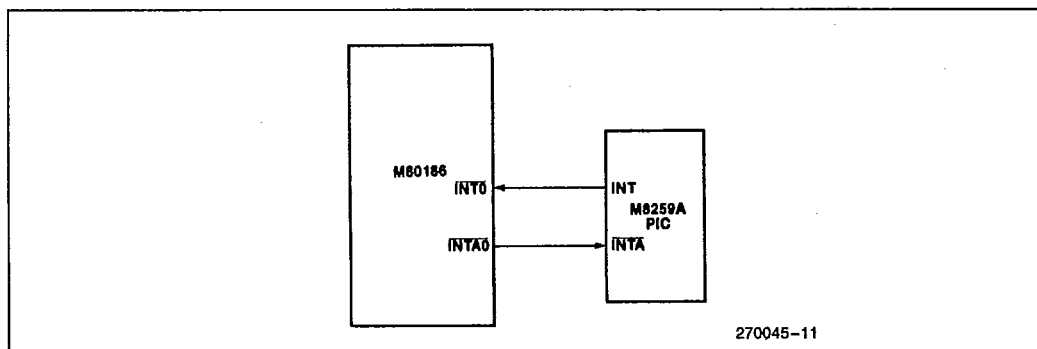 M80186
INT0
INTA0
INT
M8259A
PIC
INTA
270045-11